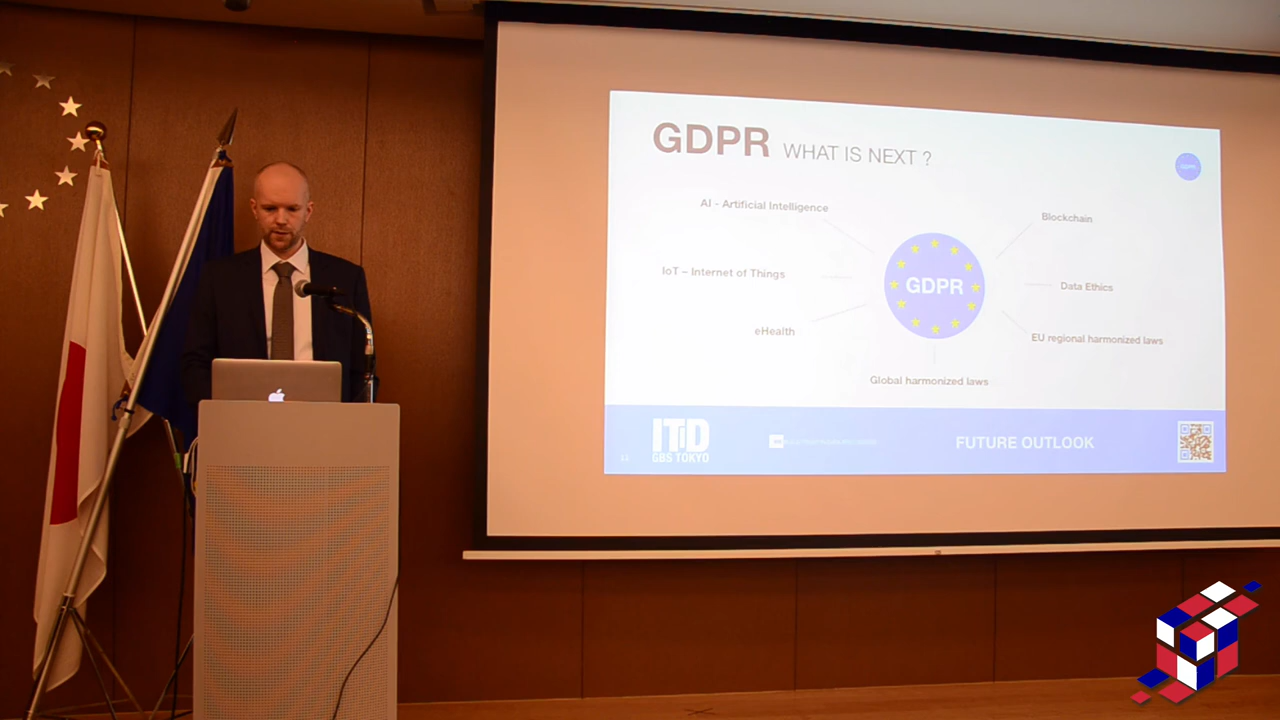 GDPR WHAT IS NEXT ?
AI - Artificial Intelligence
Blockchain
IoT – Internet of Things
GDPR
Data Ethics
eHealth
EU regional harmonized laws
Global harmonized laws
ITiD
GBS TOKYO
FUTURE OUTLOOK